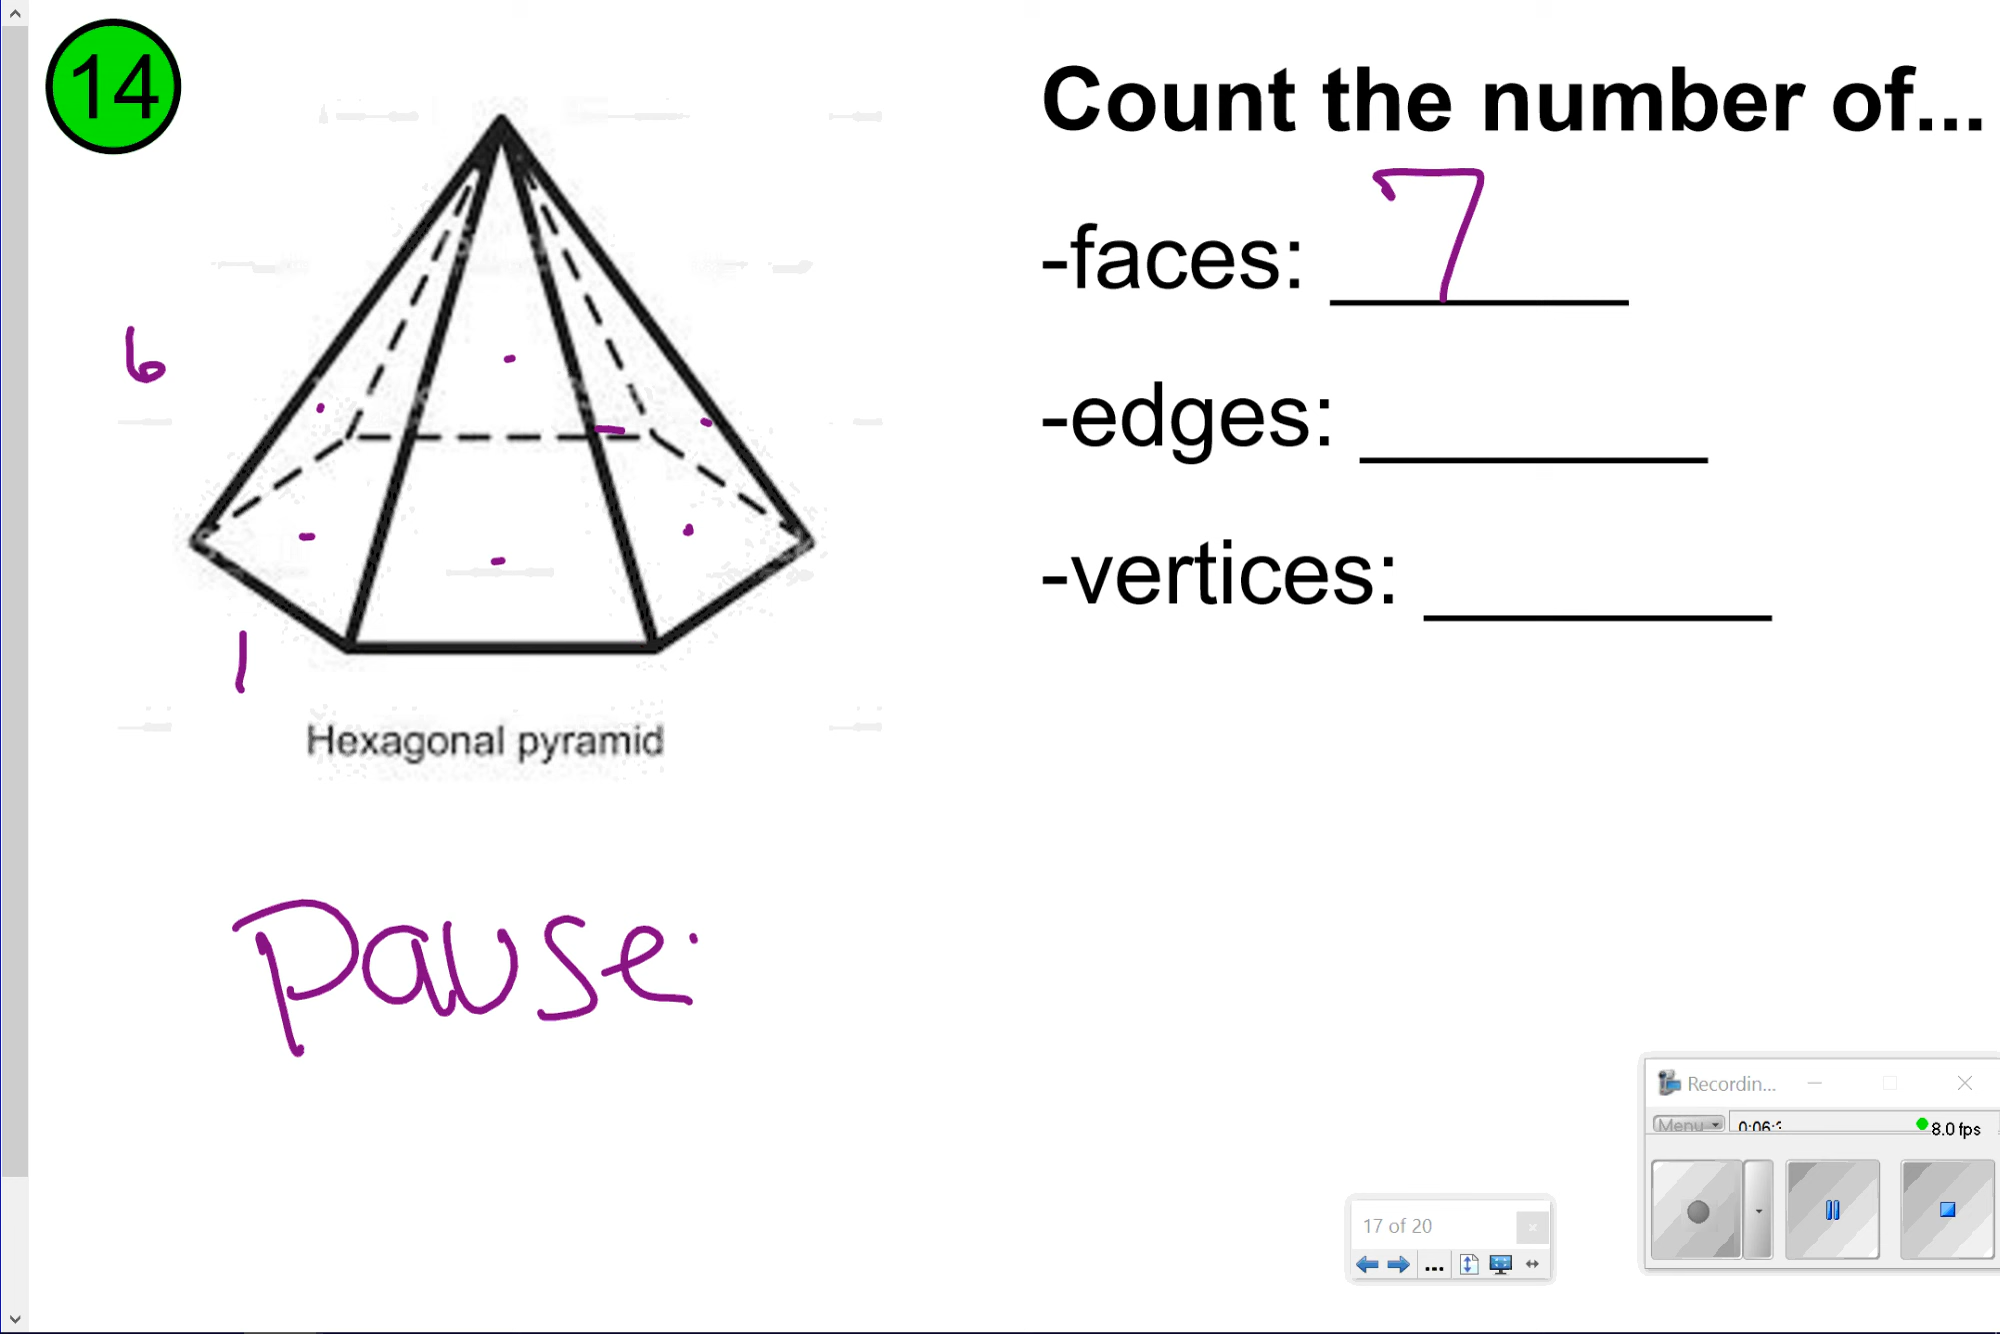 14
Count the number of...
-faces: 7
6
-edges:
-vertices:
1
Hexagonal pyramid
Pause.
Recordin...
Menu
8.0 fps
17 of 20
...